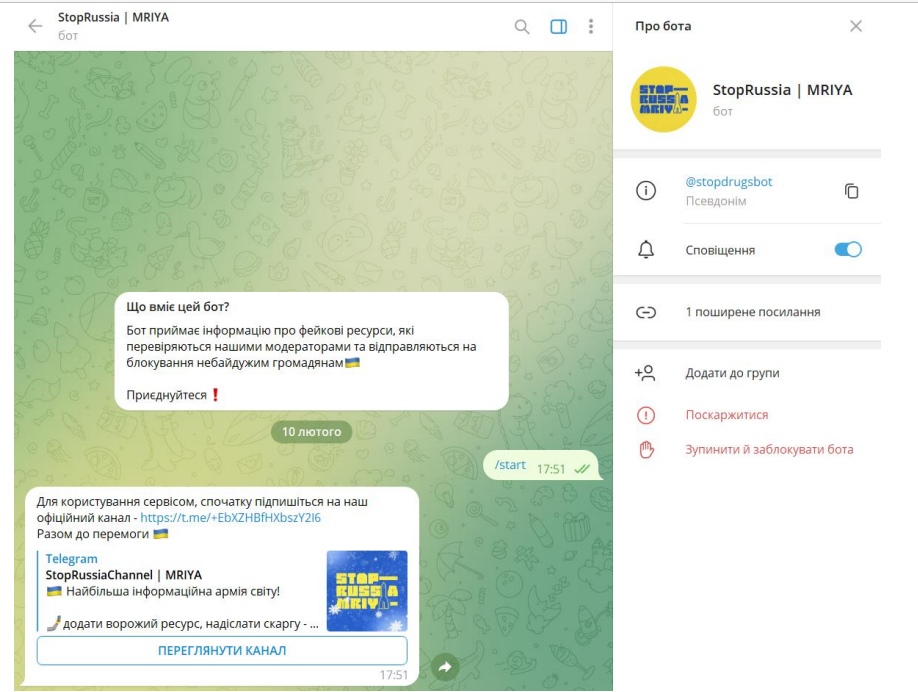 StopRussia | MRIYA
бот
Що вміє цей бот?
Бот приймає інформацію про фейкові ресурси, які
перевіряються нашими модераторами та відправляються на
блокування небайдужим громадянам🇺🇦
Приєднуйтеся❗
10 лютого
/start 17:51
Для користування сервісом, спочатку підпишіться на наш
офіційний канал - https://t.me/+EbXZHBfHXbszY2I6
Разом до перемоги 🇺🇦
Telegram
StopRussiaChannel | MRIYA
🇺🇦 Найбільша інформаційна армія світу!
🤳 додати ворожий ресурс, надіслати скаргу - ...
STOP
RUSSIA
MRIY
ПЕРЕГЛЯНУТИ КАНАЛ
17:51
Про бота
STOP
RUSSIA
MRIY
StopRussia | MRIYA
бот
@stopdrugsbot
Псевдонім
Сповіщення
1 поширене посилання
Додати до групи
Поскаржитися
Зупинити й заблокувати бота